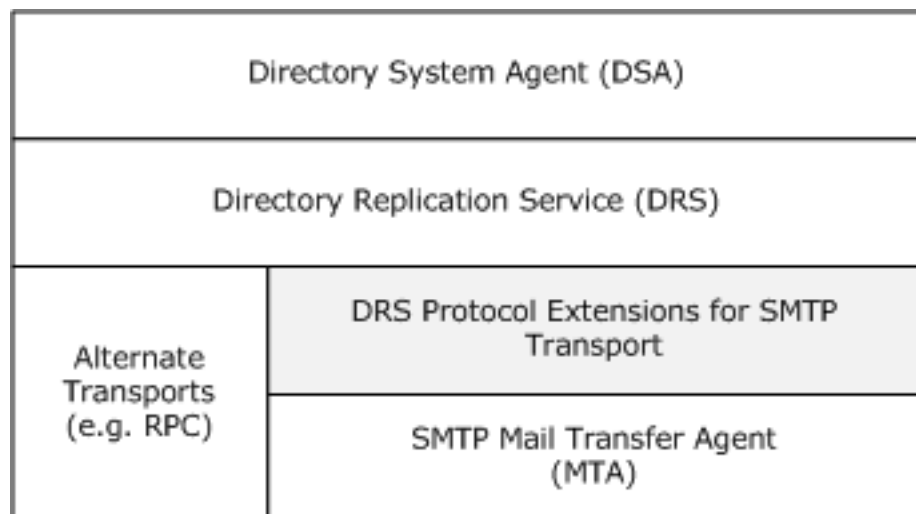 Directory System Agent (DSA)
Directory Replication Service (DRS)
Alternate
Transports
(e.g. RPC)
DRS Protocol Extensions for SMTP
Transport
SMTP Mail Transfer Agent
(MTA)